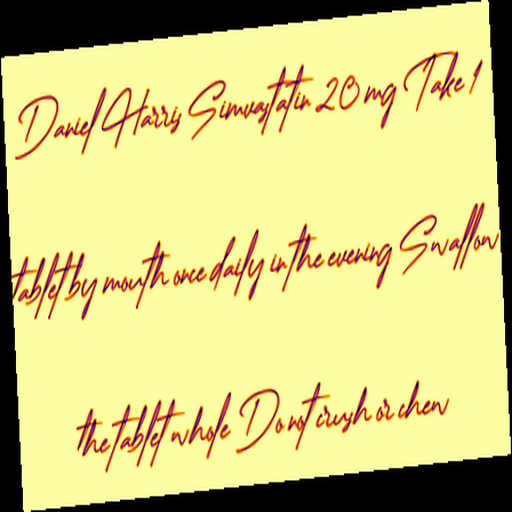 Daniel Harris Simvastatin 20 mg Take 1
tablet by mouth once daily in the evening Swallow
the tablet whole Do not crush or chew